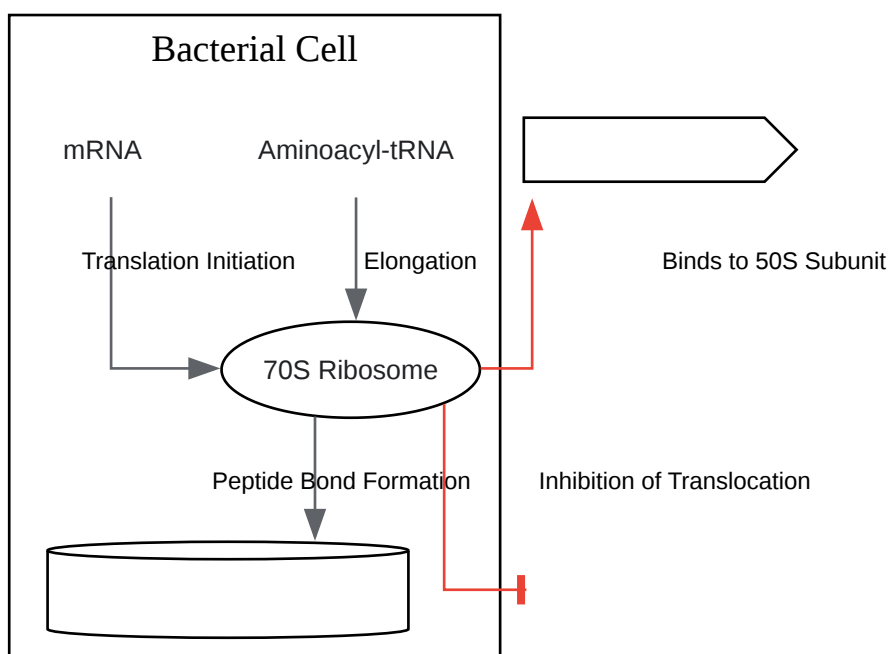 Bacterial Cell
mRNA
Aminoacyl-tRNA
Translation Initiation
Elongation
Binds to 50S Subunit
70S Ribosome
Peptide Bond Formation
Inhibition of Translocation